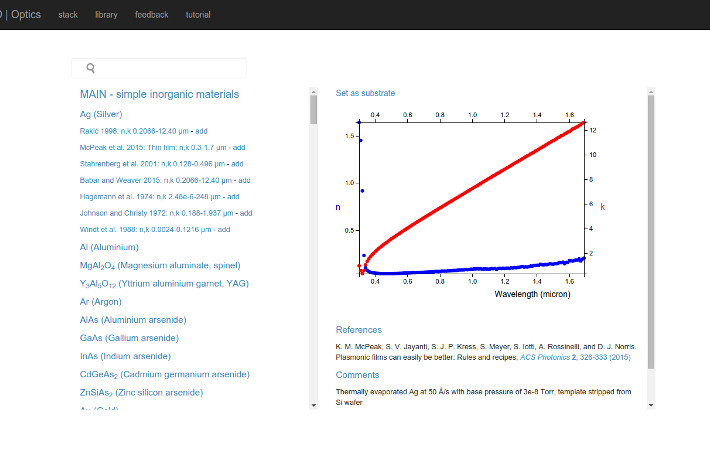 | Optics stack library feedback tutorial
MAIN - simple inorganic materials
Ag (Silver)
Rakić 1998: n,k 0.2066-12.40 µm - add
McPeak et al. 2015: Thin film: n,k 0.3-1.7 µm - add
Stahrenberg et al. 2001: n,k 0.128-0.496 µm - add
Babar and Weaver 2015: n,k 0.2066-12.40 µm - add
Hagemann et al. 1974: n,k 2.48e-6-248 µm - add
Johnson and Christy 1972: n,k 0.188-1.937 µm - add
Windt et al. 1988: n,k 0.0024-0.1216 µm - add
Al (Aluminium)
MgAl₂O₄ (Magnesium aluminate, spinel)
Y₃Al₅O₁₂ (Yttrium aluminium garnet, YAG)
Ar (Argon)
AlAs (Aluminium arsenide)
GaAs (Gallium arsenide)
InAs (Indium arsenide)
CdGeAs₂ (Cadmium germanium arsenide)
ZnSiAs₂ (Zinc silicon arsenide)
Au (Gold)
Set as substrate
0.4 0.6 0.8 1.0 1.2 1.4 1.6
1.5
1.0
0.5
n
12
10
8
6
4
2
k
0.4 0.6 0.8 1.0 1.2 1.4 1.6
Wavelength (micron)
References
K. M. McPeak, S. V. Jayanti, S. J. P. Kress, S. Meyer, S. Iotti, A. Rossinelli, and D. J. Norris.
Plasmonic films can easily be better: Rules and recipes, ACS Photonics 2, 326-333 (2015)
Comments
Thermally evaporated Ag at 50 Å/s with base pressure of 3e-8 Torr, template stripped from
Si wafer